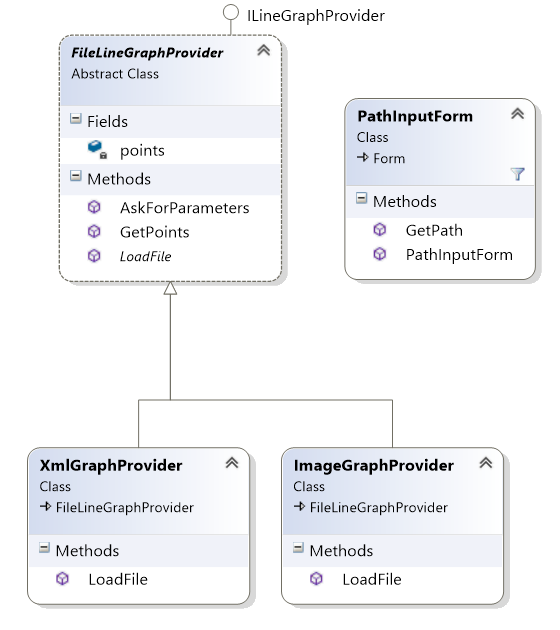 ILineGraphProvider
FileLineGraphProvider
Abstract Class
Fields
points
Methods
AskForParameters
GetPoints
LoadFile
PathInputForm
Class
Form
Methods
GetPath
PathInputForm
XmlGraphProvider
Class
FileLineGraphProvider
Methods
LoadFile
ImageGraphProvider
Class
FileLineGraphProvider
Methods
LoadFile